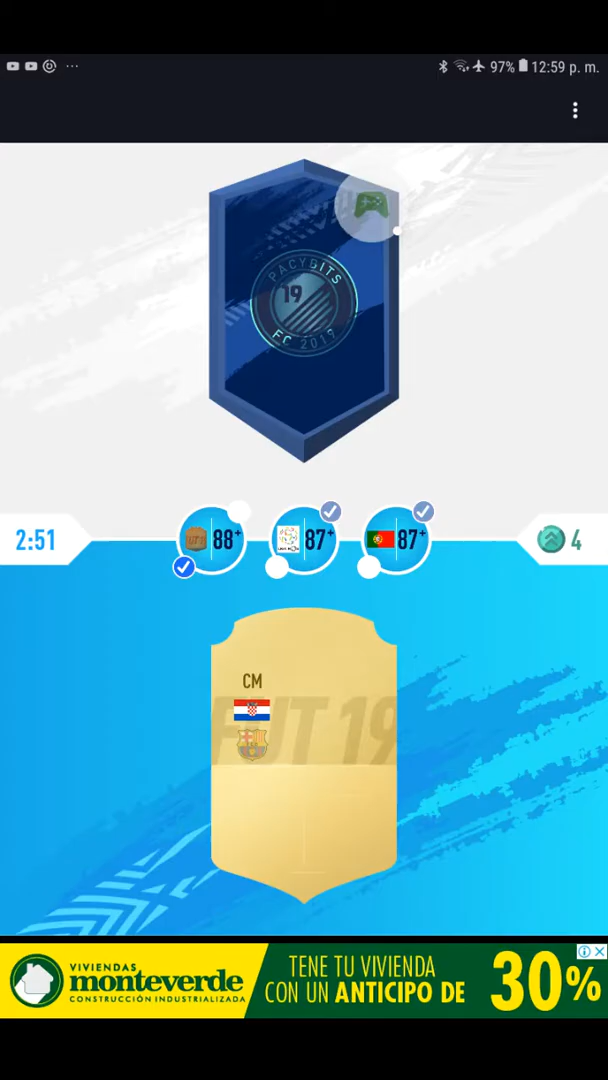 97% 12:59 p. m.
PACYBITS
19
FC 2019
2:51
88+
87+
87+
4
CM
FUT 19
VIVIENDAS
monteverde
CONSTRUCCIÓN INDUSTRIALIZADA
TENE TU VIVIENDA
CON UN ANTICIPO DE
30%